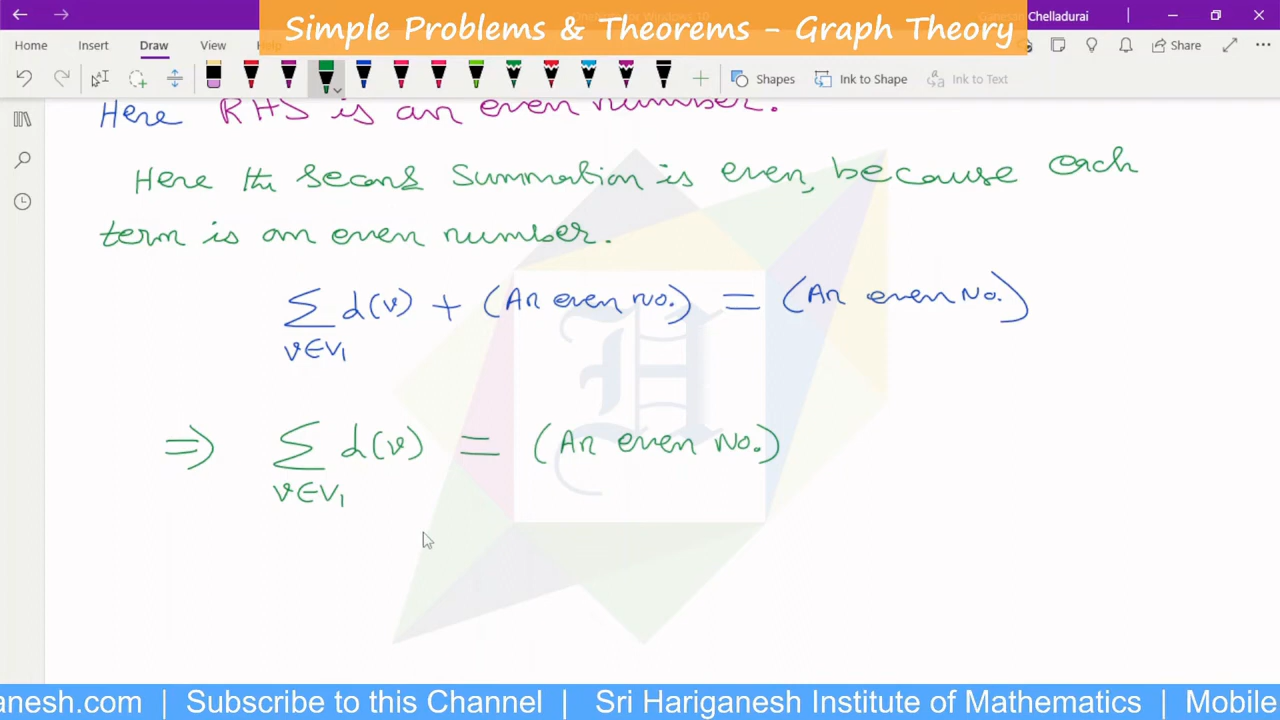 Simple Problems & Theorems - Graph Theory
Chelladurai
Home Insert Draw View
Share
Shapes Ink to Shape Ink to Text
Here RHS is an even number.
Here the second summation is even, because each
term is an even number.
∑ d(v) + (An even no.) = (An even No.)
v∈V₁
⇒ ∑ d(v) = (An even No.)
v∈V₁
anesh.com | Subscribe to this Channel | Sri Hariganesh Institute of Mathematics | Mobile